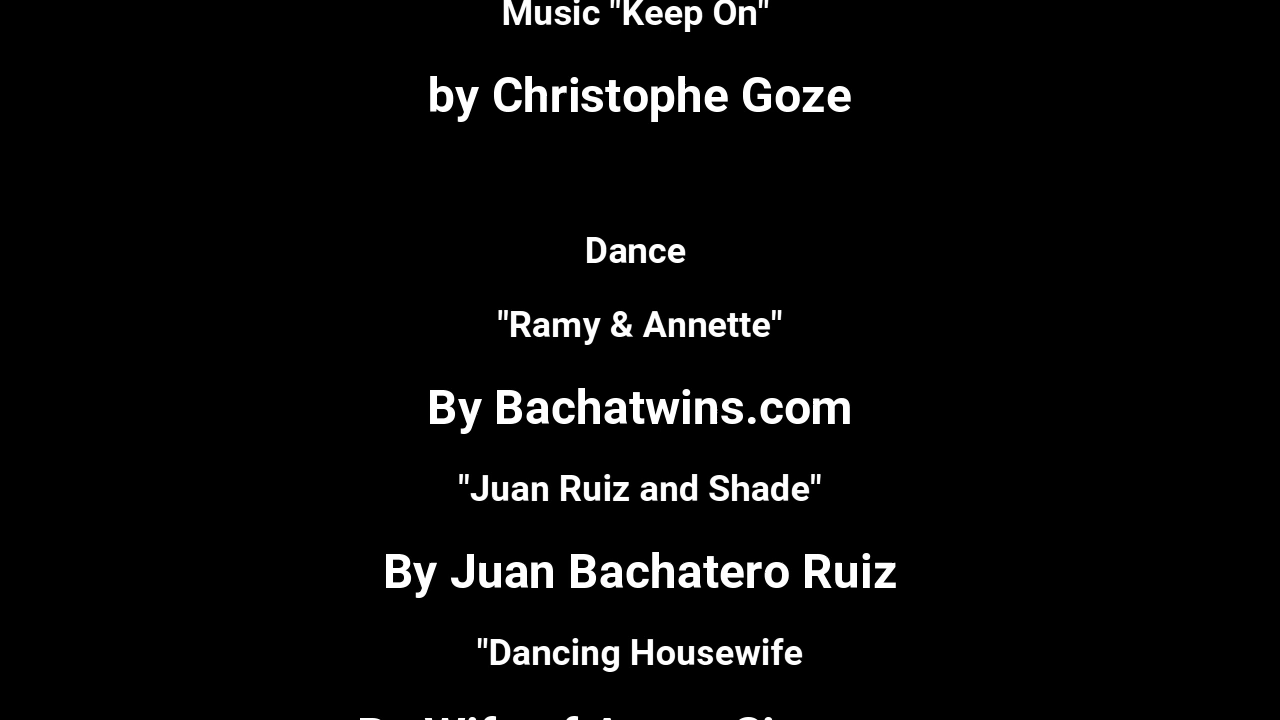 Music "Keep On"
by Christophe Goze
Dance
"Ramy & Annette"
By Bachatwins.com
"Juan Ruiz and Shade"
By Juan Bachatero Ruiz
"Dancing Housewife